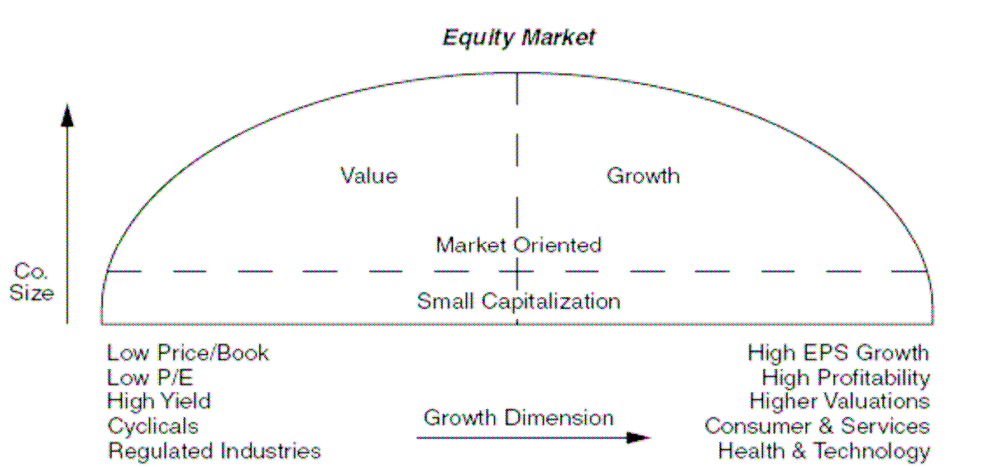 Equity Market
Value
Growth
Market Oriented
Co.
Size
Small Capitalization
Low Price/Book
Low P/E
High Yield
Cyclicals
Regulated Industries
Growth Dimension
High EPS Growth
High Profitability
Higher Valuations
Consumer & Services
Health & Technology